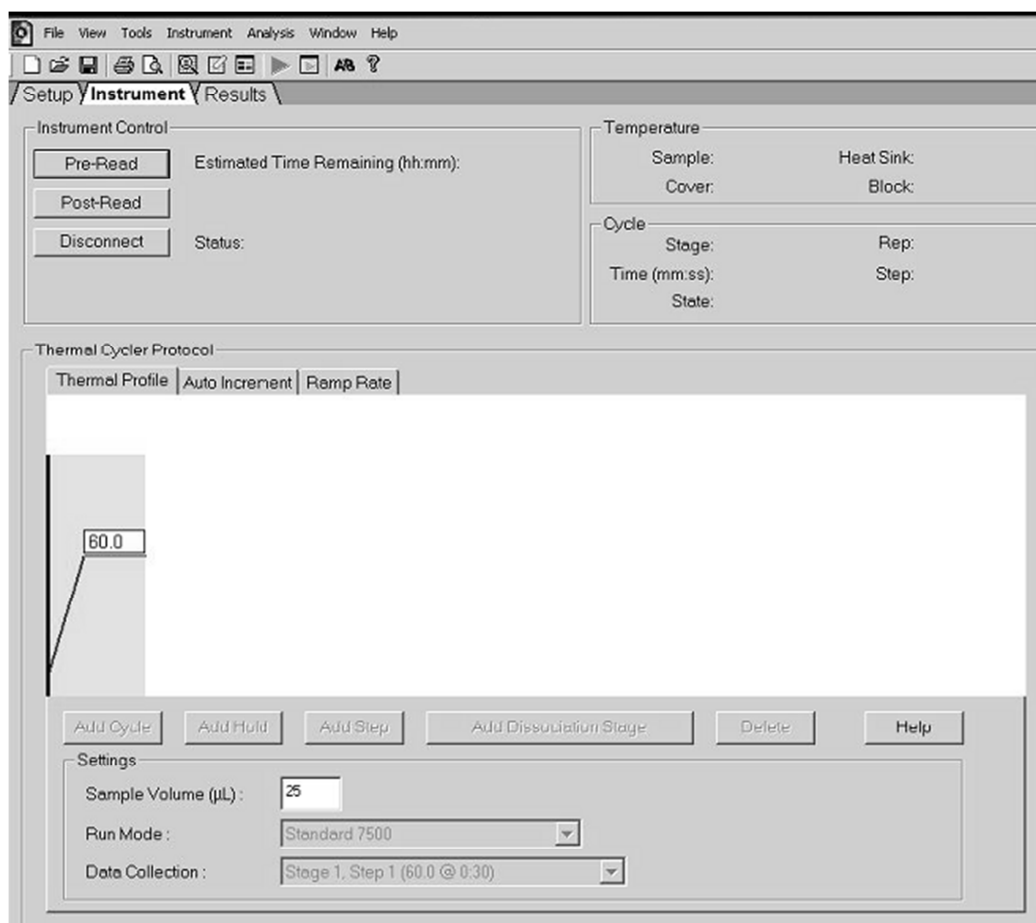 File View Tools Instrument Analysis Window Help
Setup Instrument Results
Instrument Control
Pre-Read Estimated Time Remaining (hh:mm):
Post-Read
Disconnect Status:
Temperature
Sample: Heat Sink:
Cover: Block:
Cycle
Stage: Rep:
Time (mm:ss): Step:
State:
Thermal Cycler Protocol
Thermal Profile Auto Increment Ramp Rate
60.0
Add Cycle Add Hold Add Step Add Dissociation Stage Delete Help
Settings
Sample Volume (µL) : 25
Run Mode : Standard 7500
Data Collection : Stage 1, Step 1 (60.0 @ 0:30)